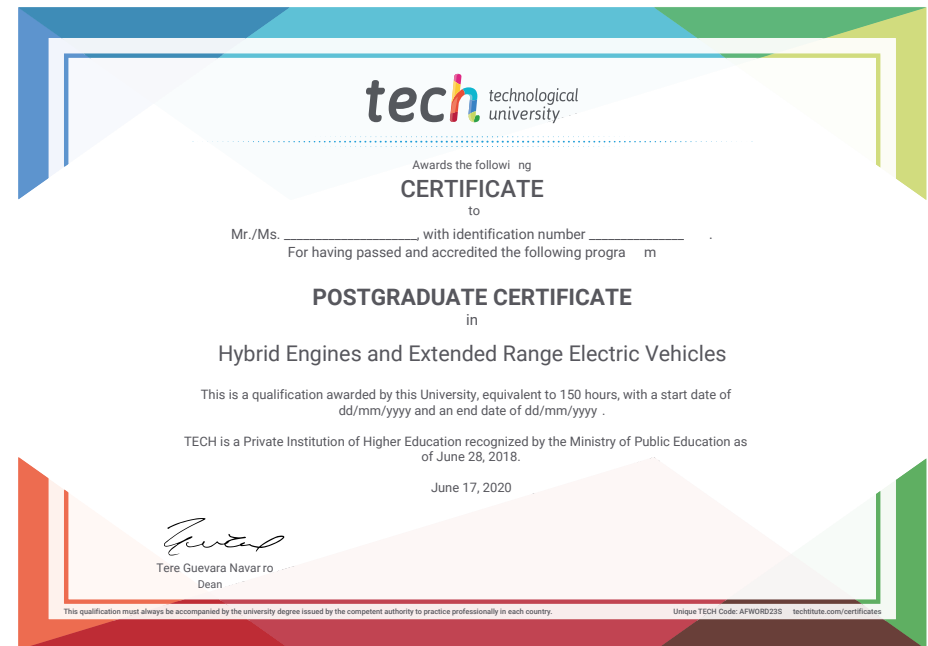 tech technological
university
Awards the followi ng
CERTIFICATE
to
Mr./Ms. ____________________, with identification number ______________ .
For having passed and accredited the following progra m
POSTGRADUATE CERTIFICATE
in
Hybrid Engines and Extended Range Electric Vehicles
This is a qualification awarded by this University, equivalent to 150 hours, with a start date of
dd/mm/yyyy and an end date of dd/mm/yyyy .
TECH is a Private Institution of Higher Education recognized by the Ministry of Public Education as
of June 28, 2018.
June 17, 2020
Tere Guevara Navar ro
Dean
This qualification must always be accompanied by the university degree issued by the competent authority to practice professionally in each country.
Unique TECH Code: AFWORD23S techtitute.com/certificates